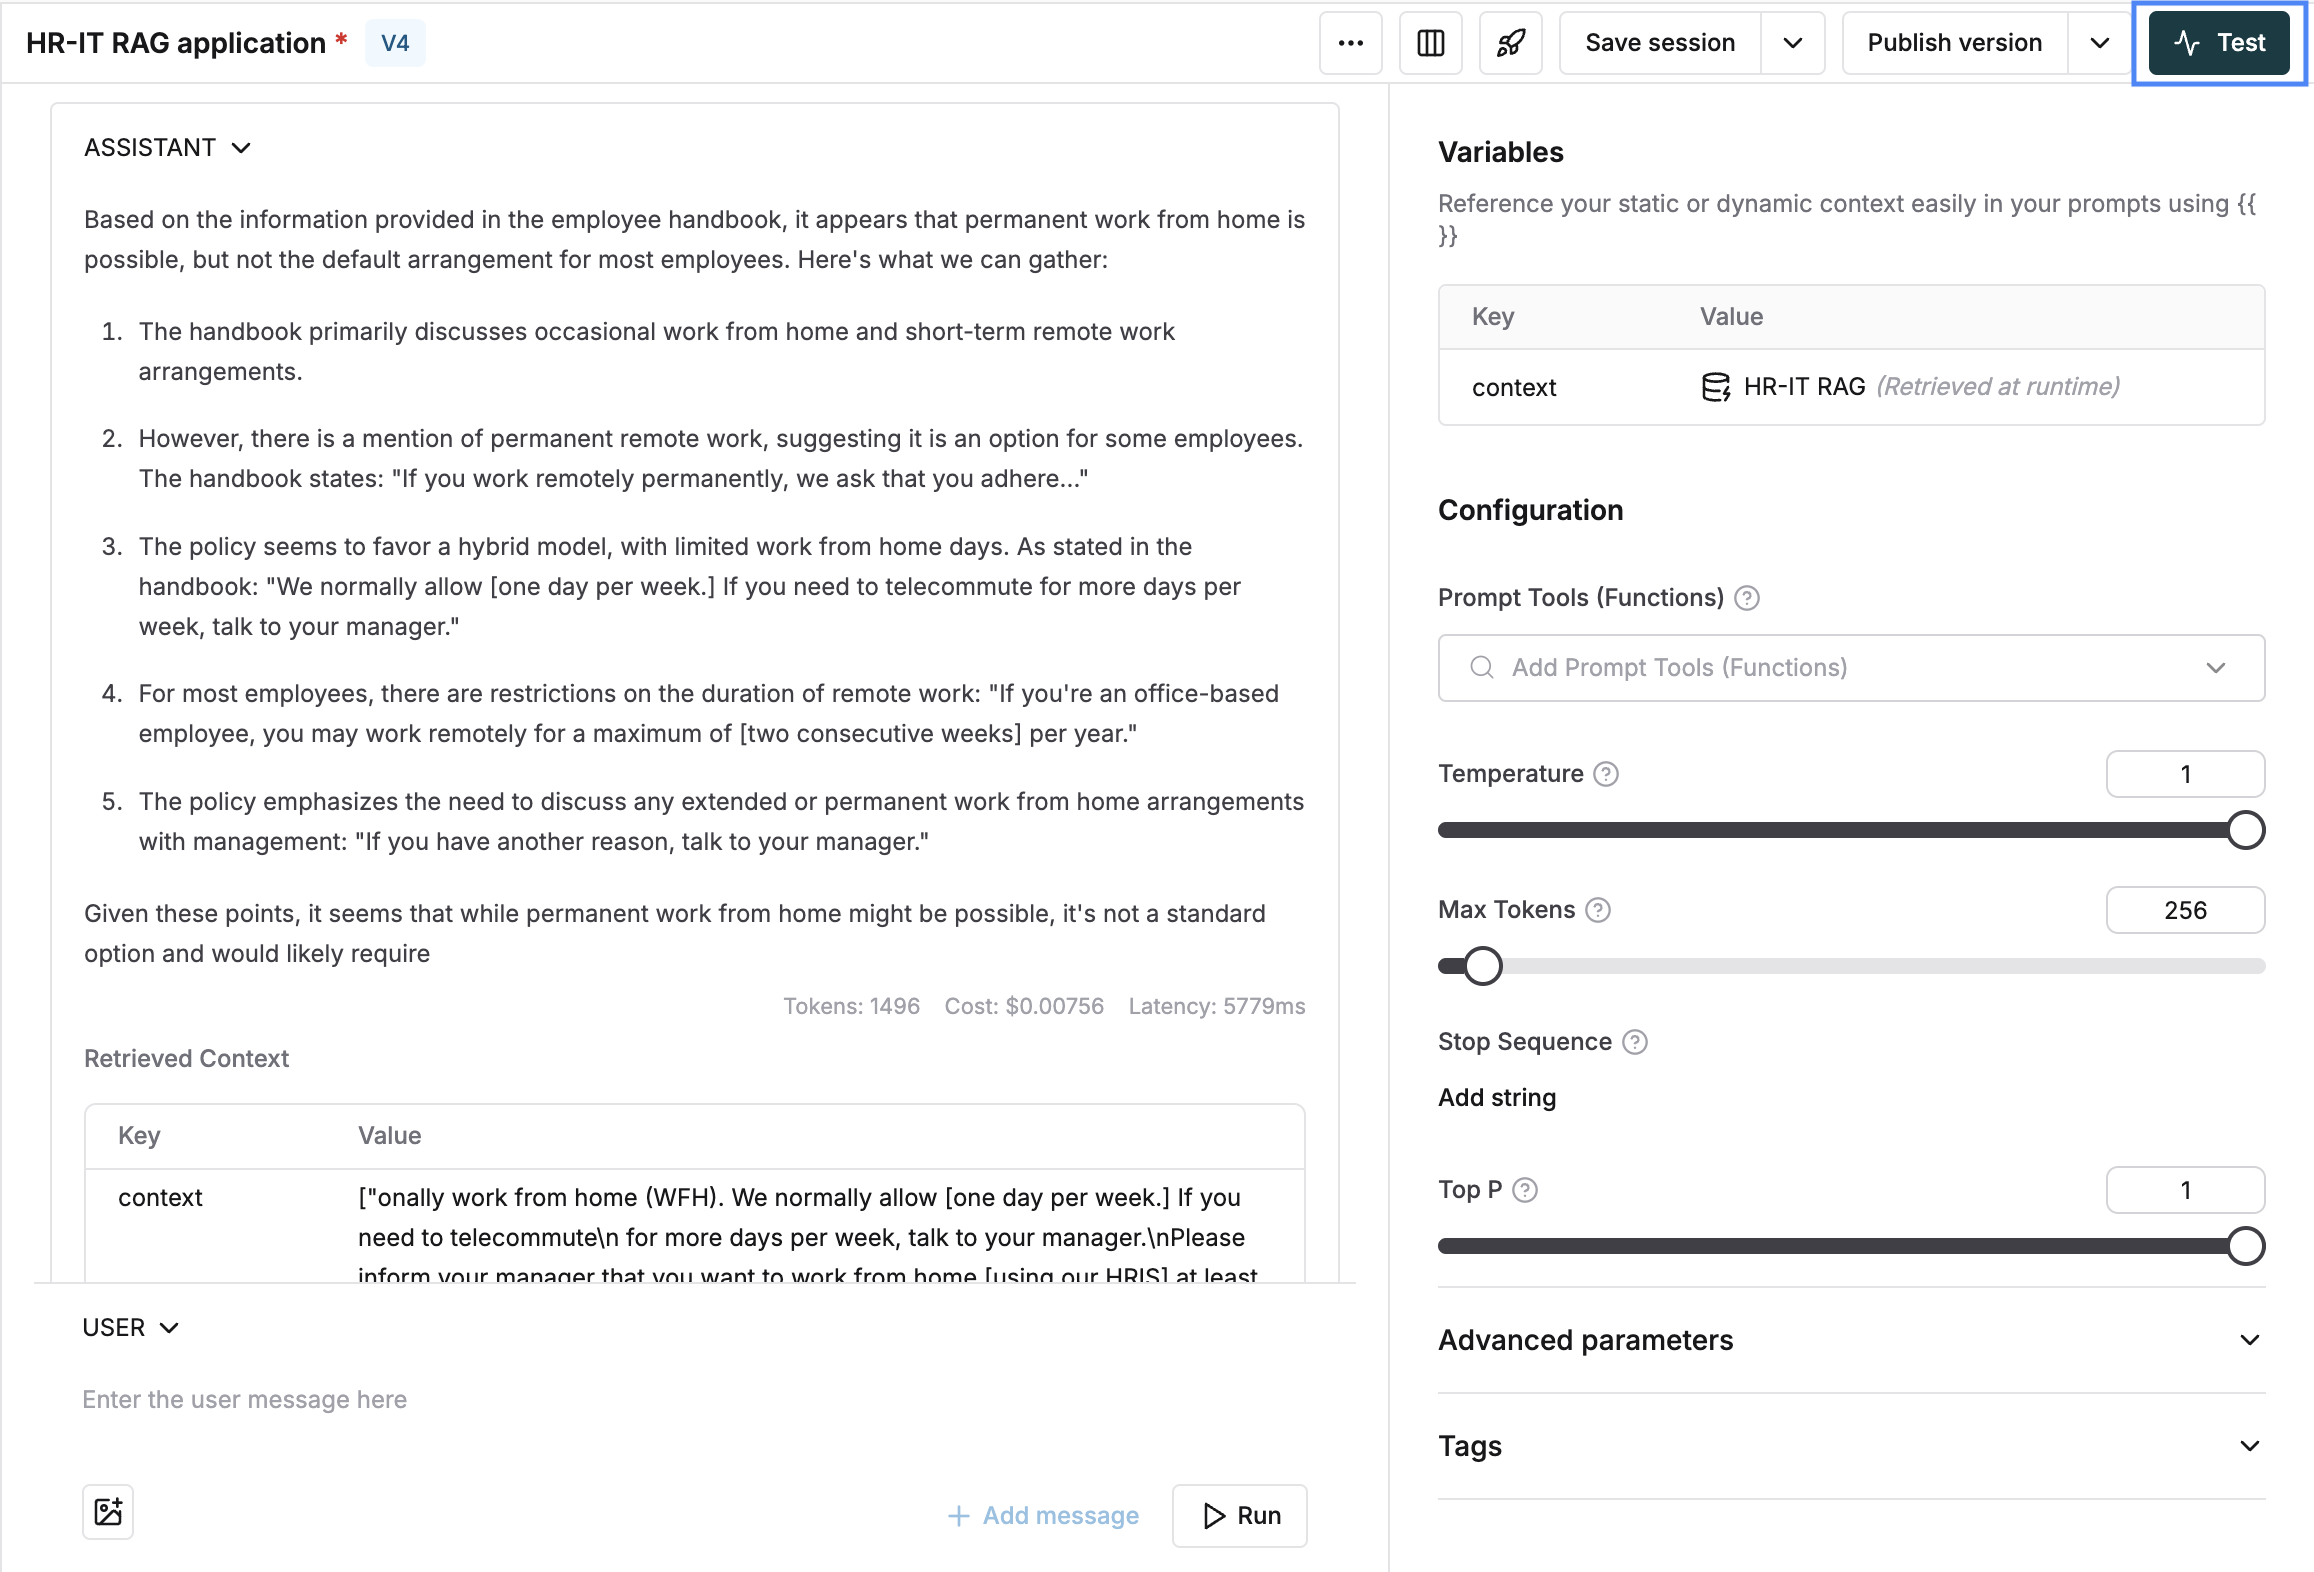 HR-IT RAG application * V4
Save session
Publish version
Test
ASSISTANT
Based on the information provided in the employee handbook, it appears that permanent work from home is
possible, but not the default arrangement for most employees. Here's what we can gather:
1. The handbook primarily discusses occasional work from home and short-term remote work
arrangements.
2. However, there is a mention of permanent remote work, suggesting it is an option for some employees.
The handbook states: "If you work remotely permanently, we ask that you adhere..."
3. The policy seems to favor a hybrid model, with limited work from home days. As stated in the
handbook: "We normally allow [one day per week.] If you need to telecommute for more days per
week, talk to your manager."
4. For most employees, there are restrictions on the duration of remote work: "If you're an office-based
employee, you may work remotely for a maximum of [two consecutive weeks] per year."
5. The policy emphasizes the need to discuss any extended or permanent work from home arrangements
with management: "If you have another reason, talk to your manager."
Given these points, it seems that while permanent work from home might be possible, it's not a standard
option and would likely require
Tokens: 1496 Cost: $0.00756 Latency: 5779ms
Retrieved Context
Key Value
context ["onally work from home (WFH). We normally allow [one day per week.] If you
need to telecommute\n for more days per week, talk to your manager.\nPlease
inform your manager that you want to work from home [using our HRIS] at least
USER
Enter the user message here
+ Add message
Run
Variables
Reference your static or dynamic context easily in your prompts using {{
}}
Key Value
context HR-IT RAG (Retrieved at runtime)
Configuration
Prompt Tools (Functions) ?
Add Prompt Tools (Functions)
Temperature ? 1
Max Tokens ? 256
Stop Sequence ?
Add string
Top P ? 1
Advanced parameters
Tags